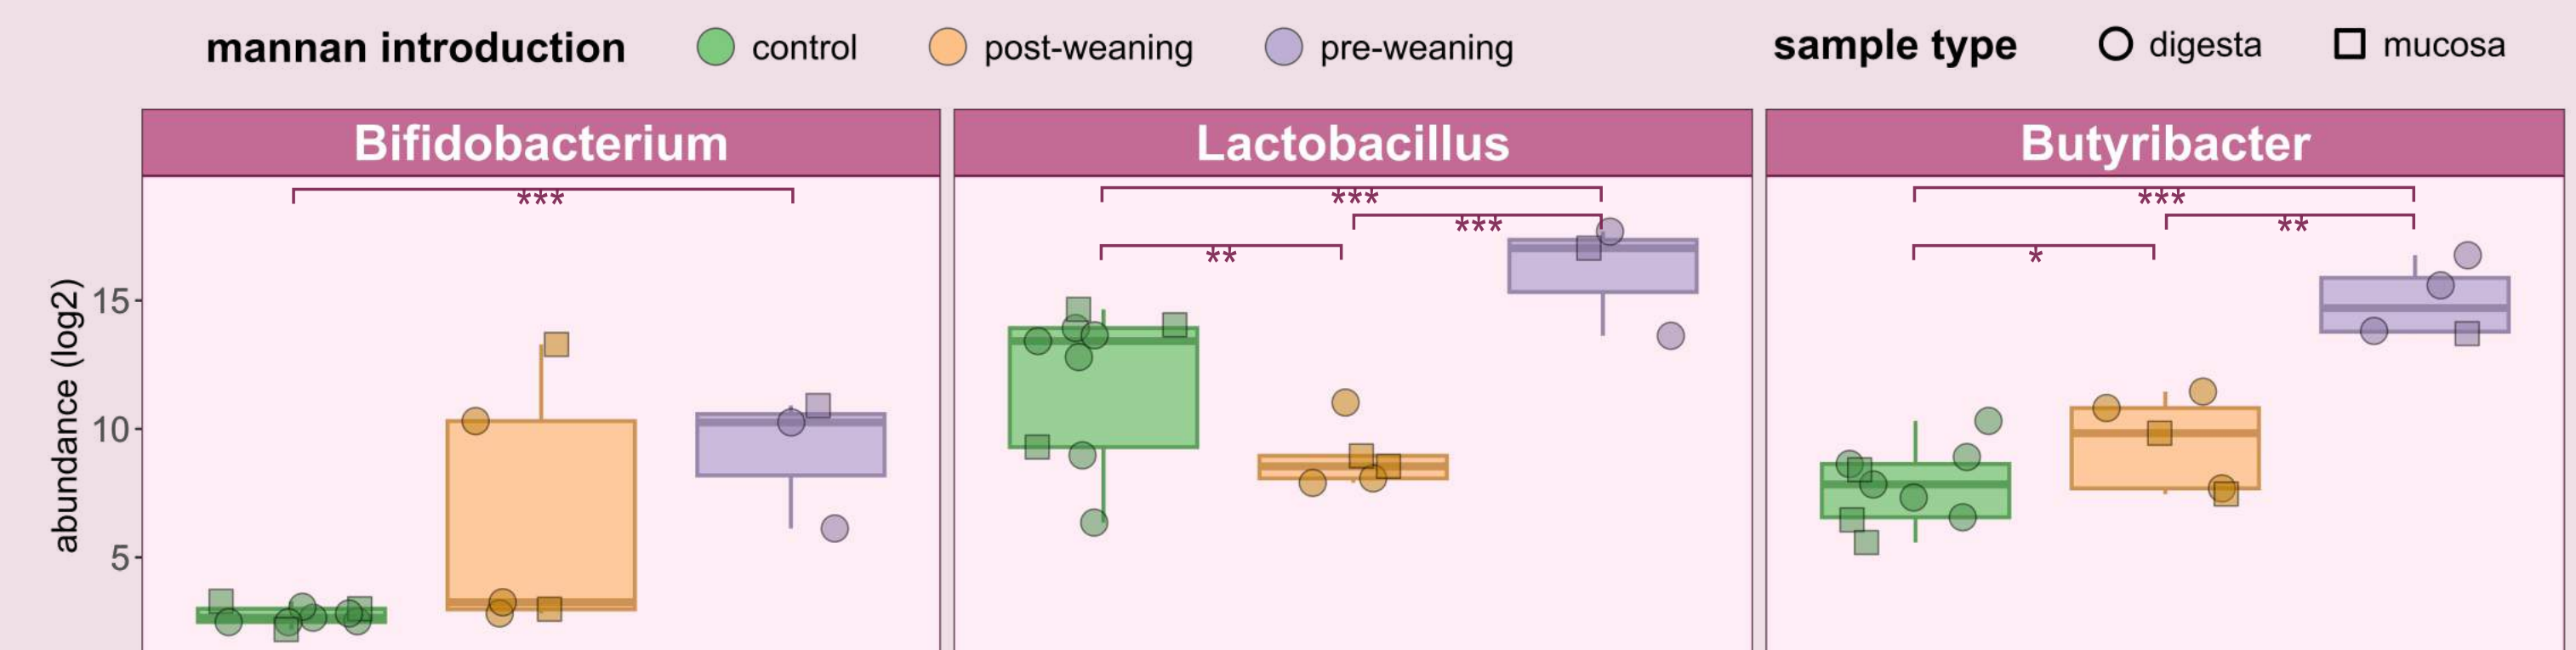 mannan introduction control post-weaning pre-weaning sample type digesta mucosa
Bifidobacterium Lactobacillus Butyribacter
*** *** ***
*** **
** *
abundance (log2)
15
10
5